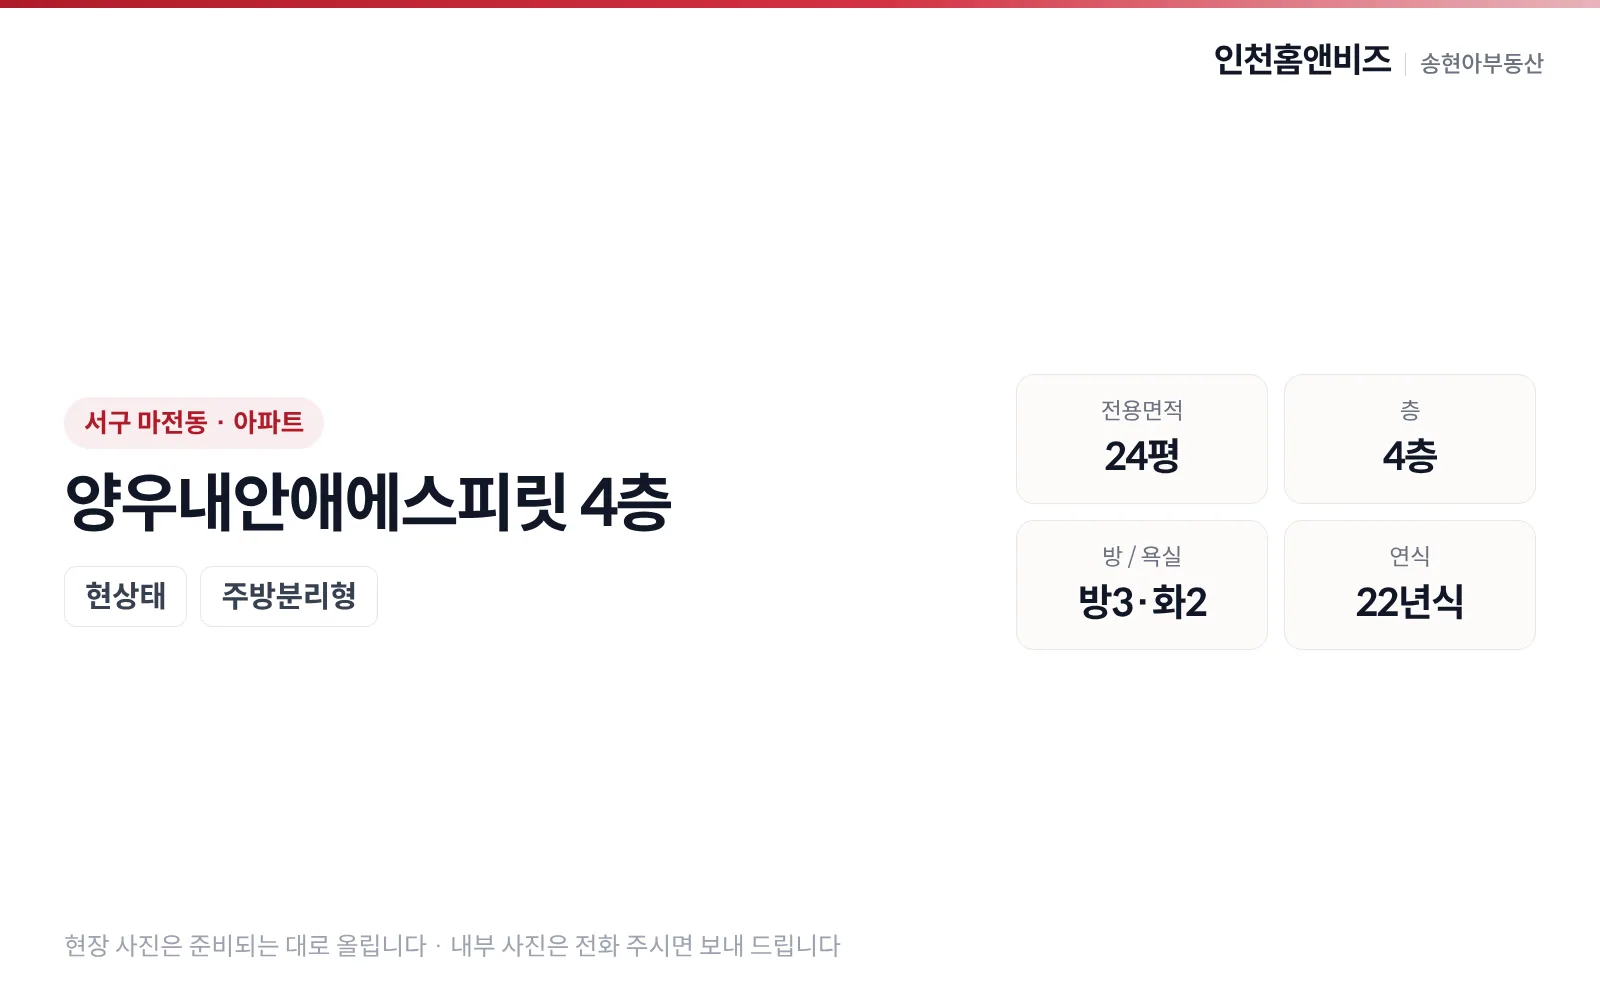 인천홈앤비즈 송현아부동산
서구 마전동 · 아파트
양우내안애에스피릿 4층
현상태 주방분리형
전용면적
24평
층
4층
방 / 욕실
방3·화2
연식
22년식
현장 사진은 준비되는 대로 올립니다 · 내부 사진은 전화 주시면 보내 드립니다